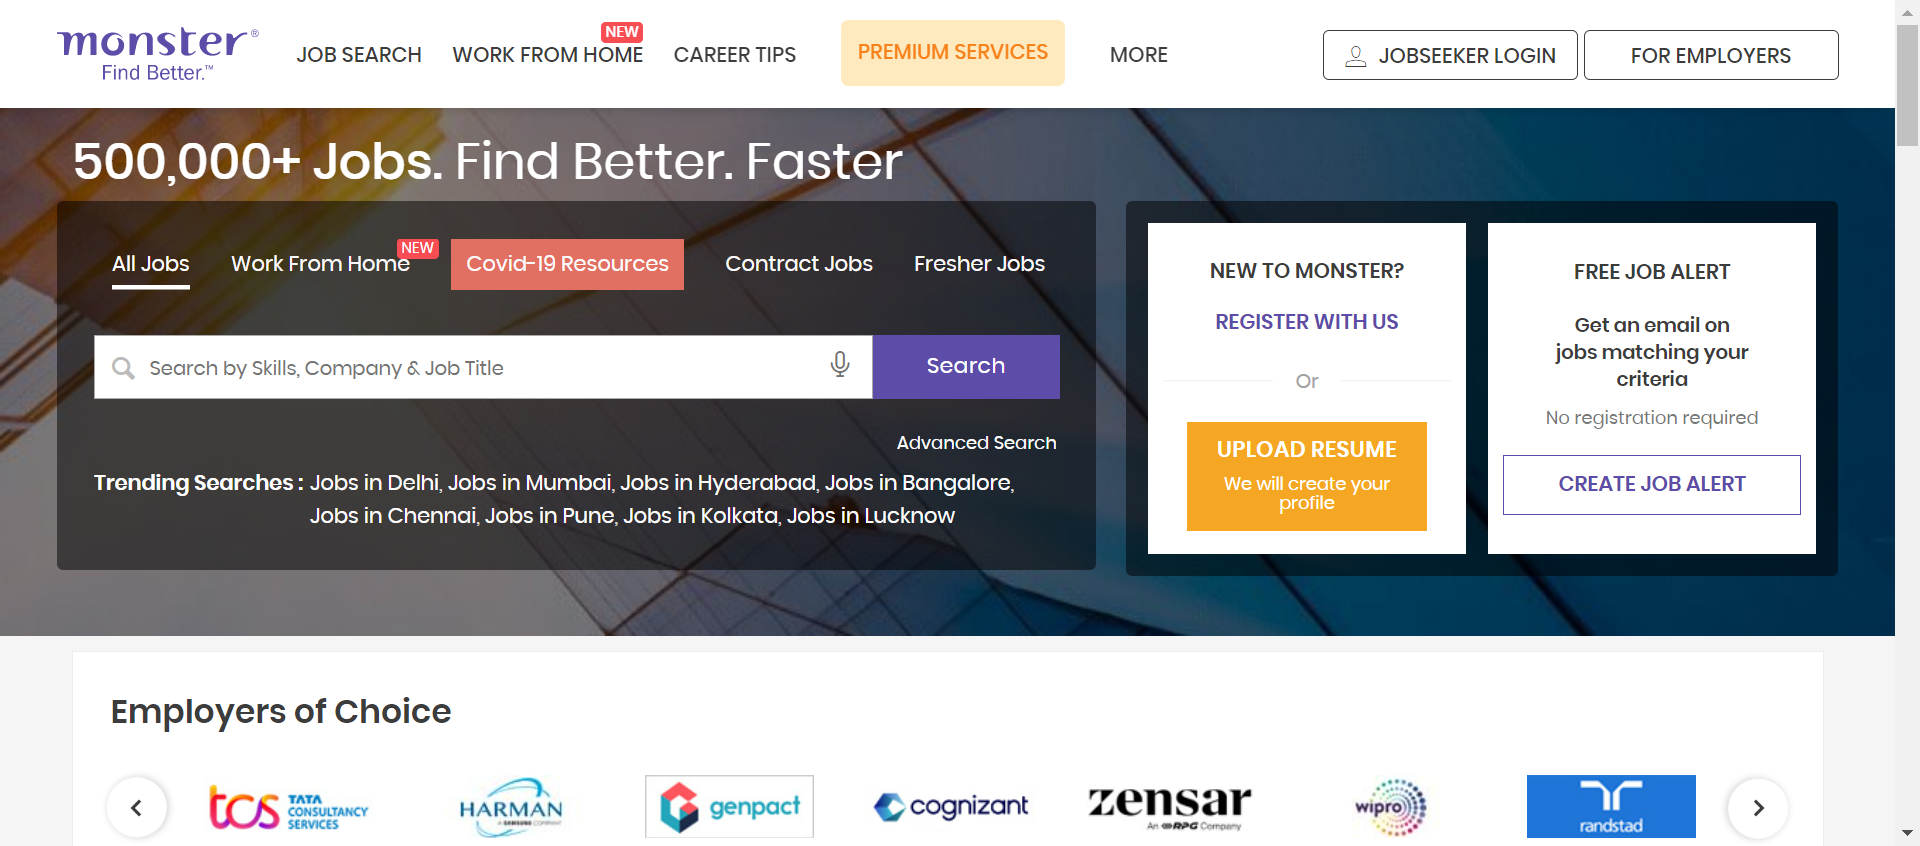 monster®
Find Better.™
JOB SEARCH
WORK FROM HOME
NEW
CAREER TIPS
PREMIUM SERVICES
MORE
JOBSEEKER LOGIN
FOR EMPLOYERS
500,000+ Jobs. Find Better. Faster
All Jobs
Work From Home
NEW
Covid-19 Resources
Contract Jobs
Fresher Jobs
Search by Skills, Company & Job Title
Search
Advanced Search
Trending Searches : Jobs in Delhi, Jobs in Mumbai, Jobs in Hyderabad, Jobs in Bangalore,
Jobs in Chennai, Jobs in Pune, Jobs in Kolkata, Jobs in Lucknow
NEW TO MONSTER?
REGISTER WITH US
Or
UPLOAD RESUME
We will create your
profile
FREE JOB ALERT
Get an email on
jobs matching your
criteria
No registration required
CREATE JOB ALERT
Employers of Choice
tcs TATA
CONSULTANCY
SERVICES
HARMAN
A SAMSUNG COMPANY
genpact
cognizant
zensar
An RPG Company
wipro
randstad